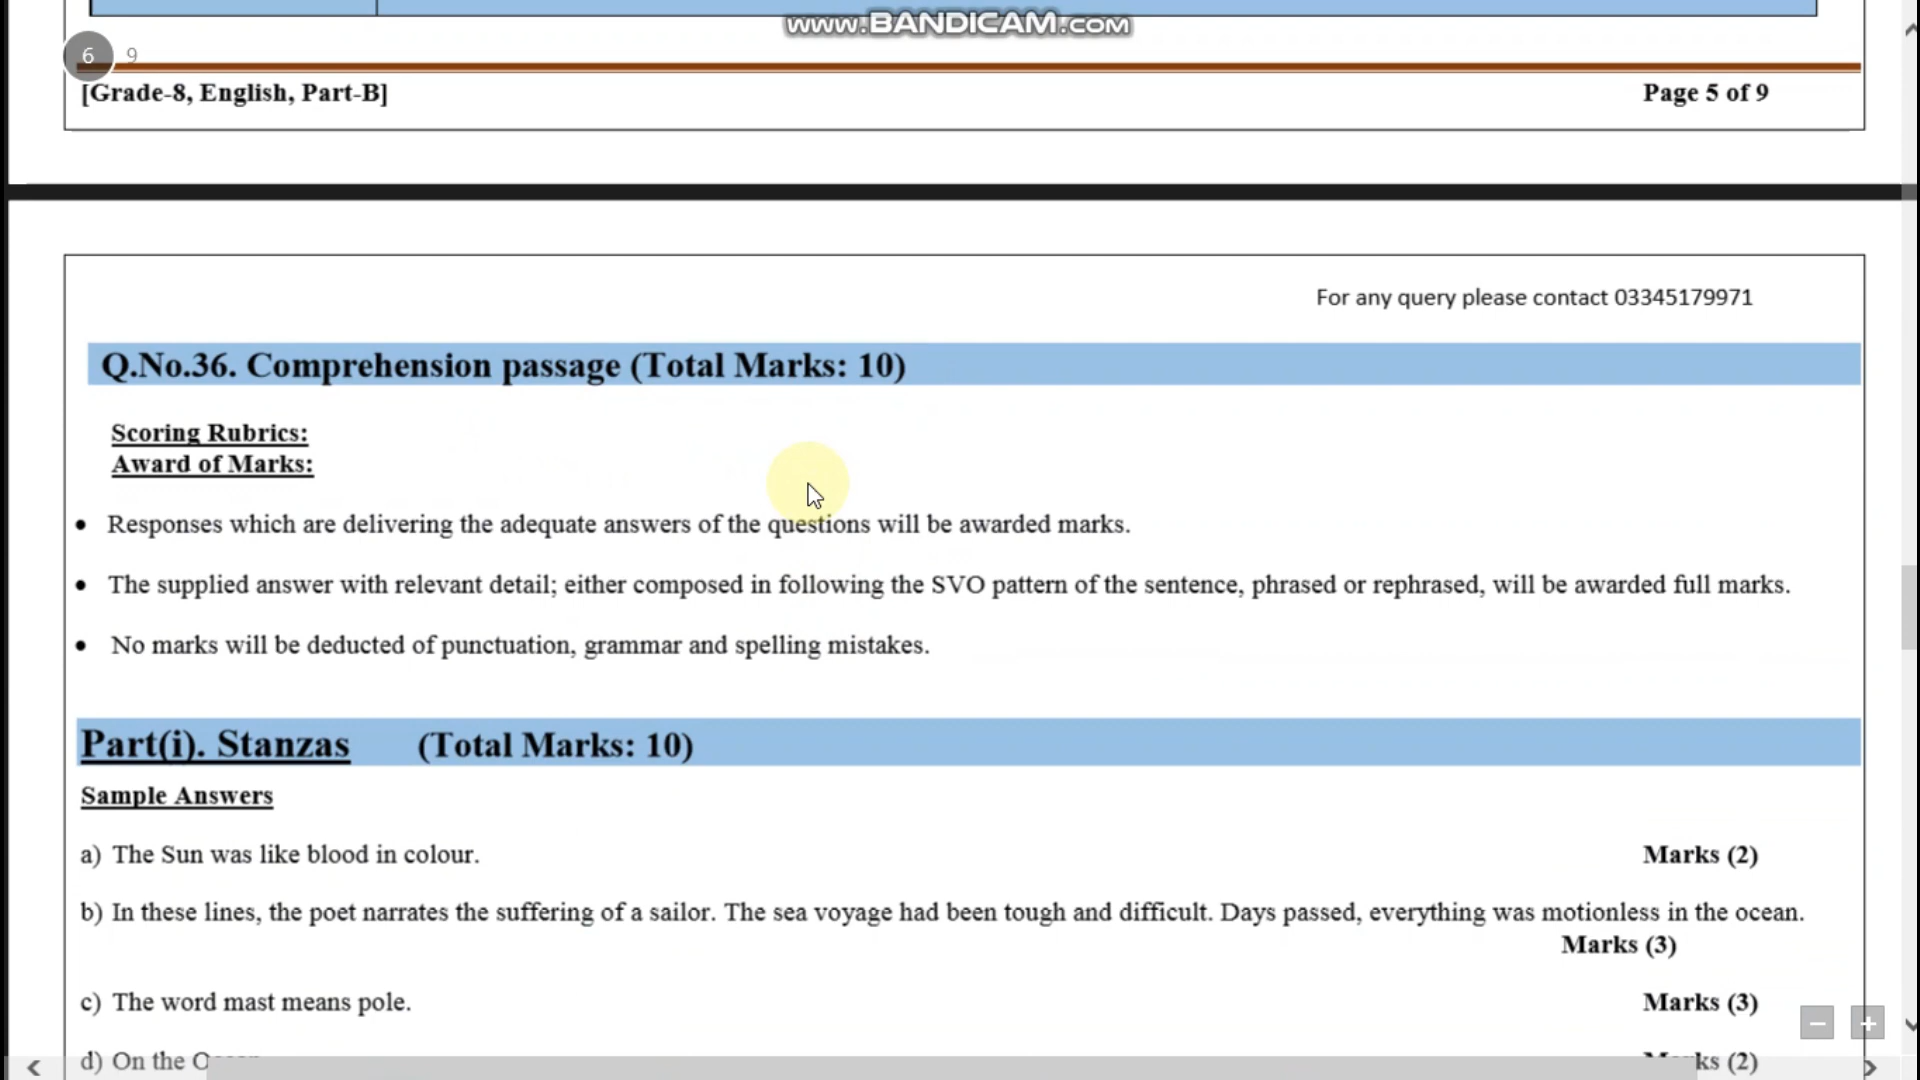 www.BANDICAM.com
6 9
[Grade-8, English, Part-B] Page 5 of 9
For any query please contact 03345179971
Q.No.36. Comprehension passage (Total Marks: 10)
Scoring Rubrics:
Award of Marks:
• Responses which are delivering the adequate answers of the questions will be awarded marks.
• The supplied answer with relevant detail; either composed in following the SVO pattern of the sentence, phrased or rephrased, will be awarded full marks.
• No marks will be deducted of punctuation, grammar and spelling mistakes.
Part(i). Stanzas (Total Marks: 10)
Sample Answers
a) The Sun was like blood in colour. Marks (2)
b) In these lines, the poet narrates the suffering of a sailor. The sea voyage had been tough and difficult. Days passed, everything was motionless in the ocean.
Marks (3)
c) The word mast means pole. Marks (3)
d) On the Marks (2)